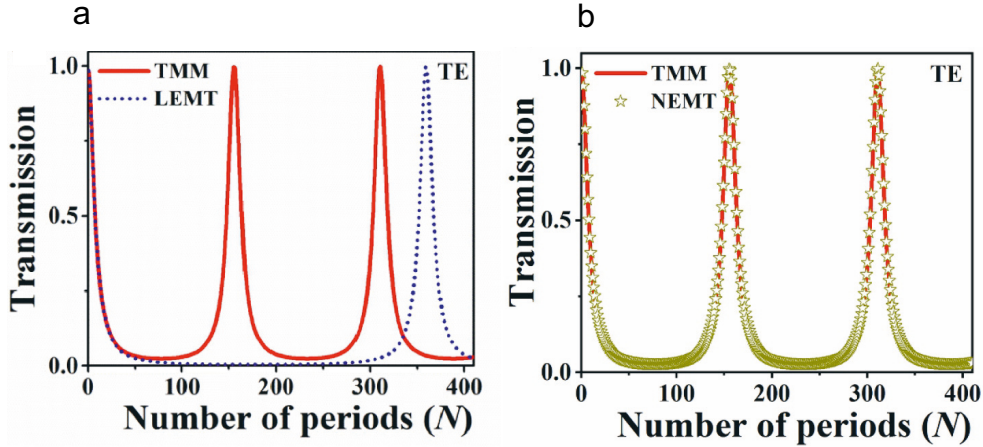 a
TMM
LEMT
TE
1.0
0.5
0.0
Transmission
0
100
200
300
400
Number of periods (N)
b
TMM
NEMT
TE
1.0
0.5
0.0
Transmission
0
100
200
300
400
Number of periods (N)